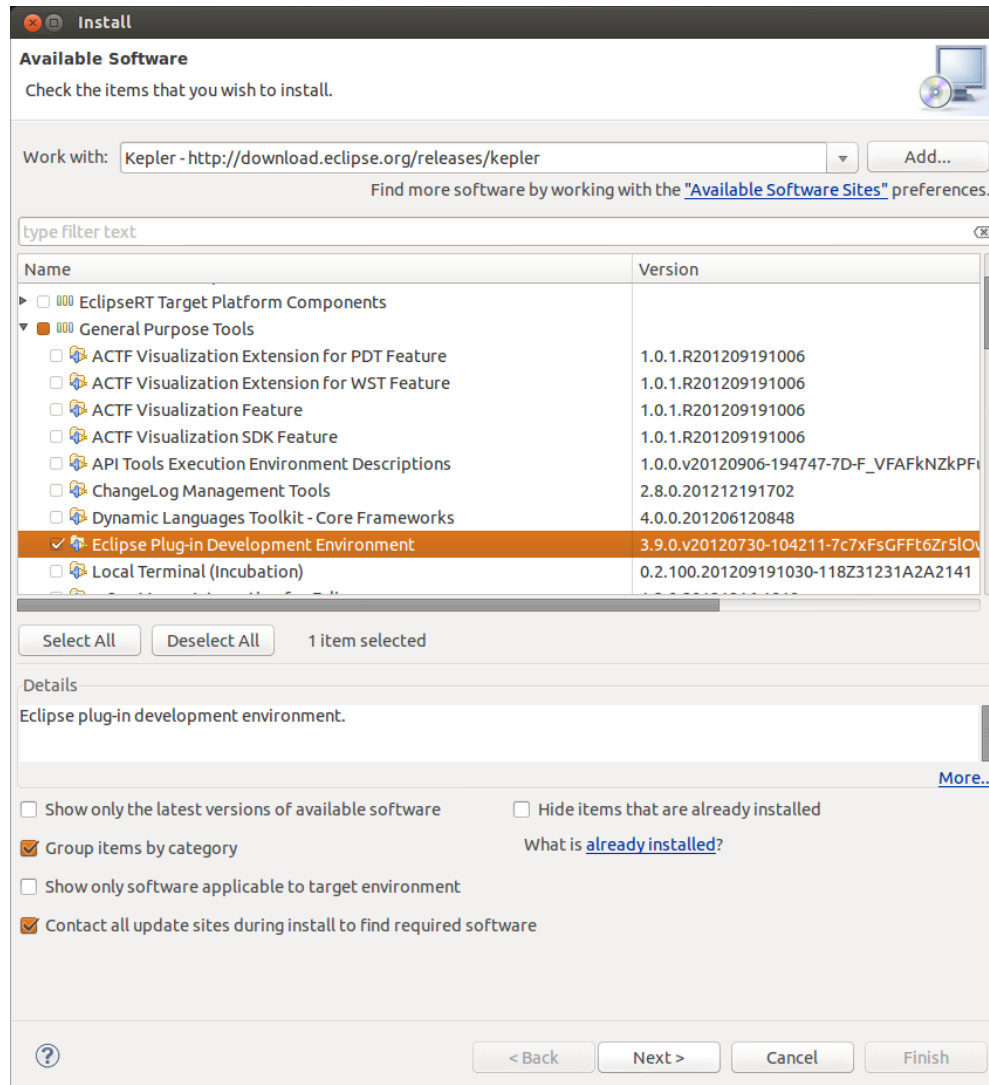 Install
Available Software
Check the items that you wish to install.
Work with: Kepler - http://download.eclipse.org/releases/kepler Add...
Find more software by working with the "Available Software Sites" preferences.
type filter text
Name Version
EclipseRT Target Platform Components
General Purpose Tools
ACTF Visualization Extension for PDT Feature 1.0.1.R201209191006
ACTF Visualization Extension for WST Feature 1.0.1.R201209191006
ACTF Visualization Feature 1.0.1.R201209191006
ACTF Visualization SDK Feature 1.0.1.R201209191006
API Tools Execution Environment Descriptions 1.0.0.v20120906-194747-7D-F_VFAFkNZkPFu
ChangeLog Management Tools 2.8.0.201212191702
Dynamic Languages Toolkit - Core Frameworks 4.0.0.201206120848
Eclipse Plug-in Development Environment 3.9.0.v20120730-104211-7c7xFsGFFt6Zr5lOv
Local Terminal (Incubation) 0.2.100.201209191030-118Z31231A2A2141
Select All Deselect All 1 item selected
Details
Eclipse plug-in development environment.
More..
Show only the latest versions of available software Hide items that are already installed
Group items by category What is already installed?
Show only software applicable to target environment
Contact all update sites during install to find required software
< Back Next > Cancel Finish